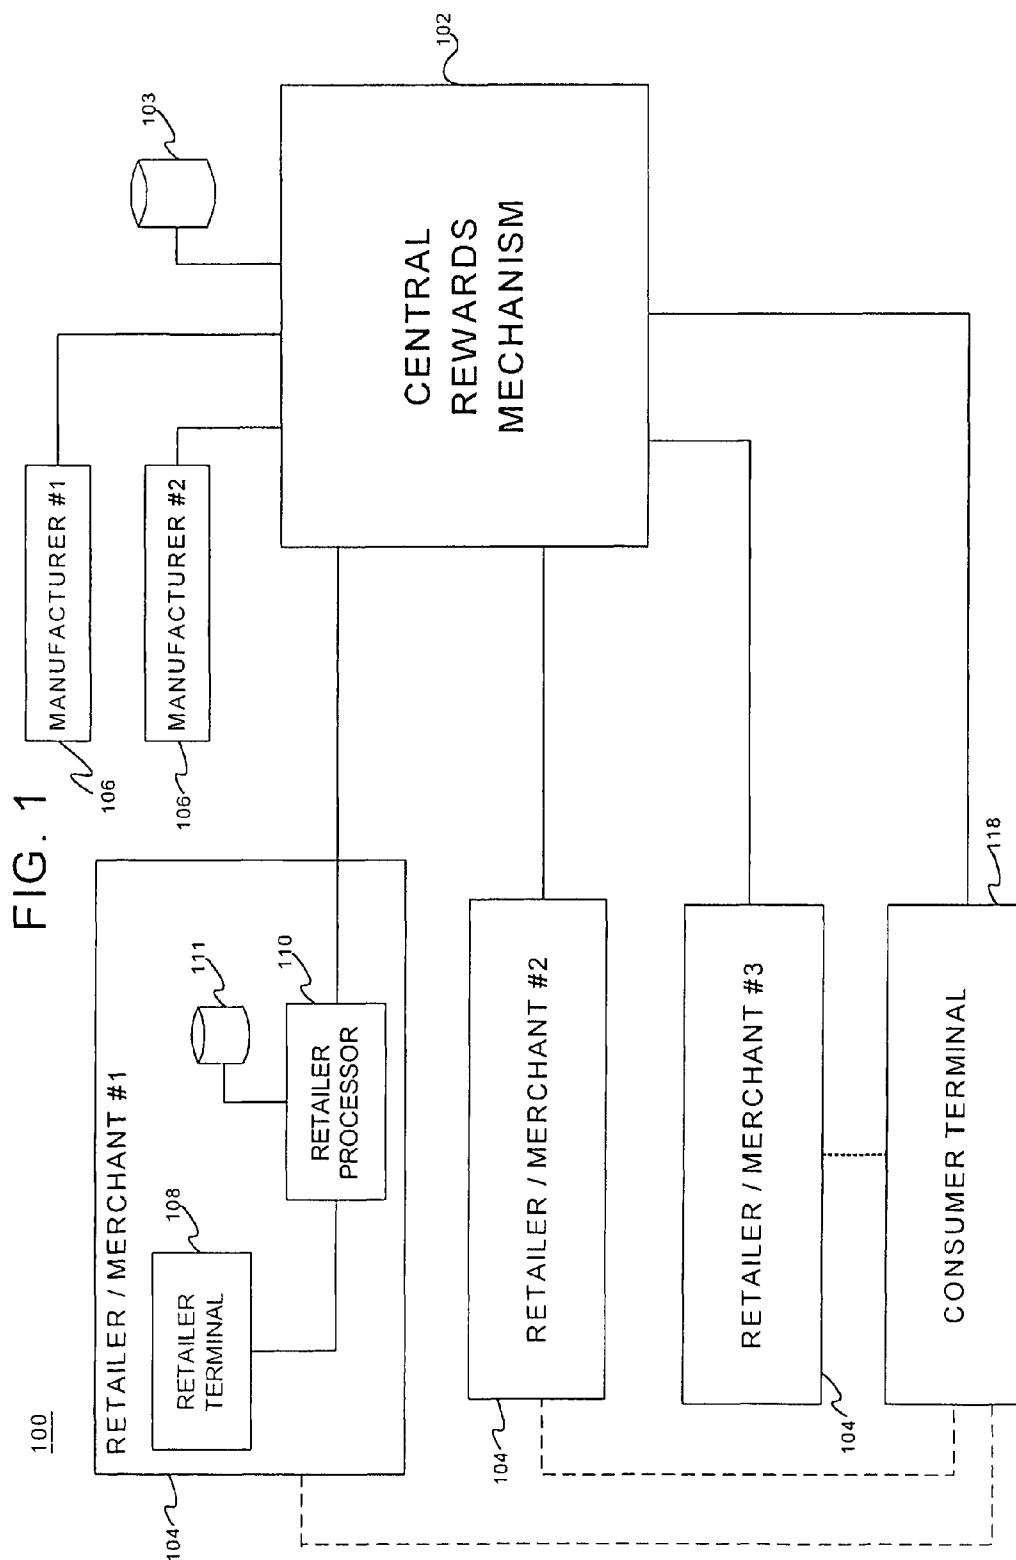 FIG. 1
100
104
RETAILER / MERCHANT #1
108
RETAILER
TERMINAL
111
110
RETAILER
PROCESSOR
106
MANUFACTURER #1
106
MANUFACTURER #2
103
102
CENTRAL
REWARDS
MECHANISM
104
RETAILER / MERCHANT #2
104
RETAILER / MERCHANT #3
118
CONSUMER TERMINAL